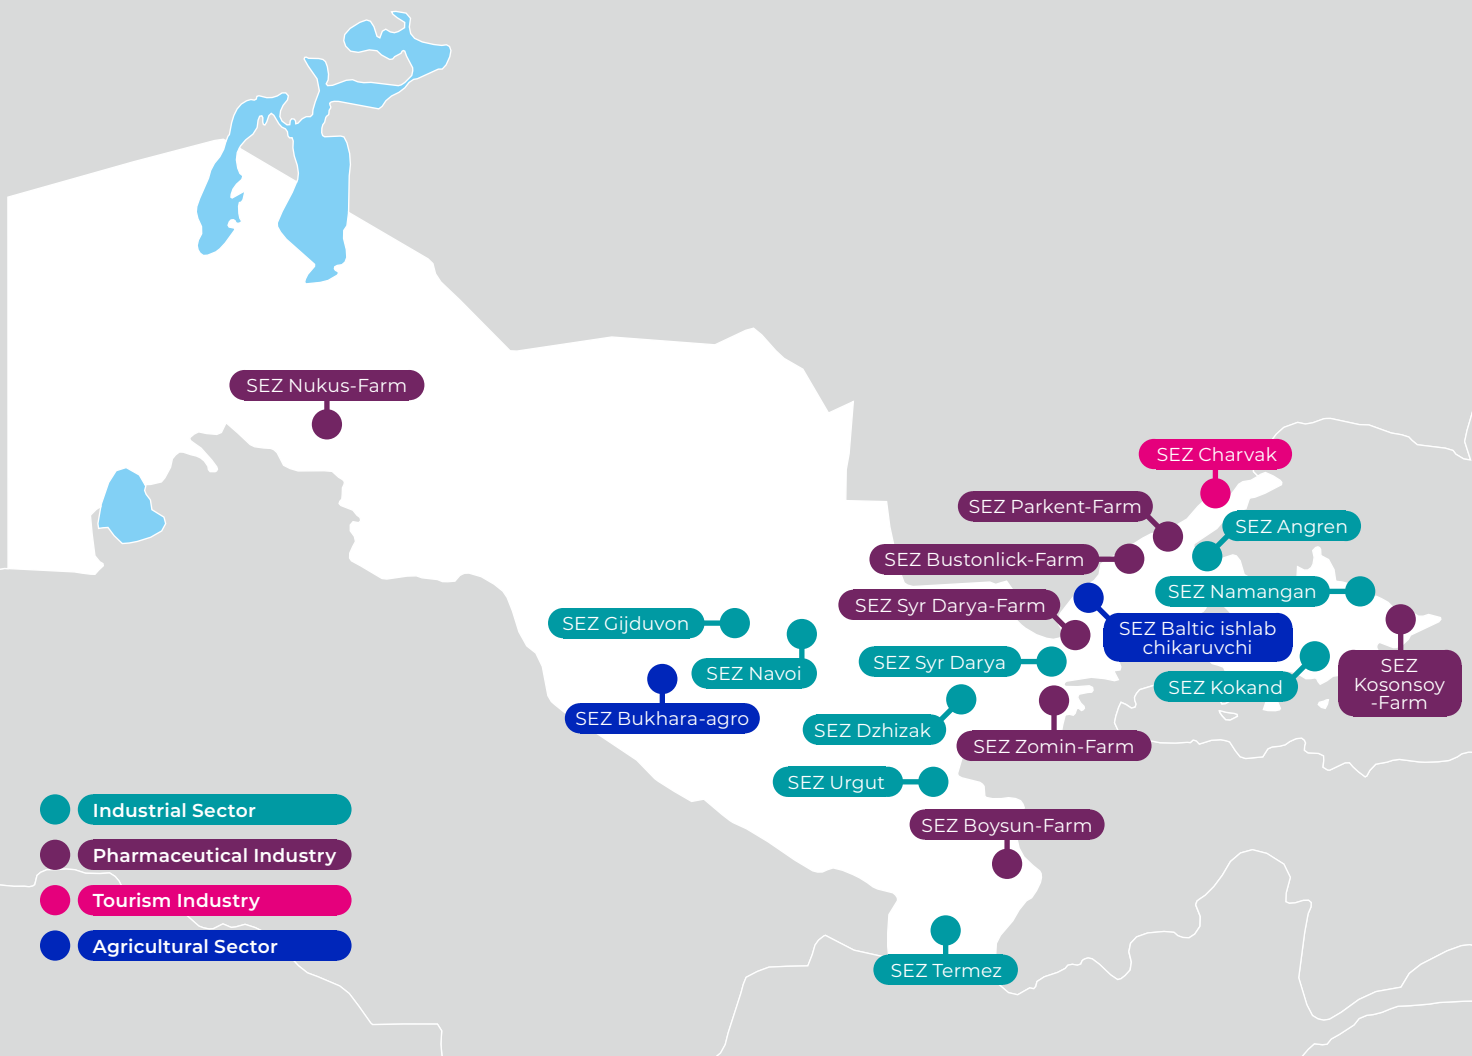 SEZ Nukus-Farm
SEZ Charvak
SEZ Parkent-Farm
SEZ Angren
SEZ Bustonlick-Farm
SEZ Namangan
SEZ Syr Darya-Farm
SEZ Gijduvon
SEZ Baltic ishlab
chikaruvchi
SEZ Syr Darya
SEZ Navoi
SEZ Kokand
SEZ
Kosonsoy
-Farm
SEZ Bukhara-agro
SEZ Dzhizak
SEZ Zomin-Farm
SEZ Urgut
SEZ Boysun-Farm
SEZ Termez
Industrial Sector
Pharmaceutical Industry
Tourism Industry
Agricultural Sector